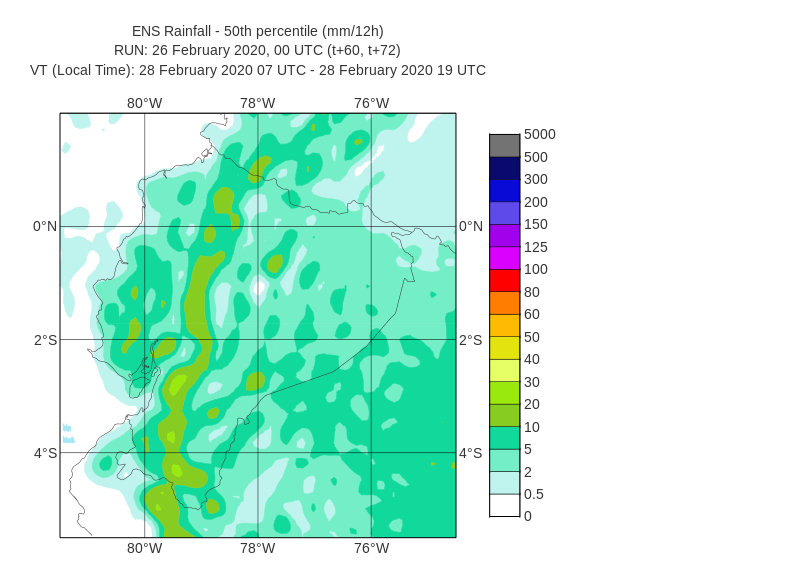 ENS Rainfall - 50th percentile (mm/12h)
RUN: 26 February 2020, 00 UTC (t+60, t+72)
VT (Local Time): 28 February 2020 07 UTC - 28 February 2020 19 UTC
80°W 78°W 76°W
0°N 0°N
2°S 2°S
4°S 4°S
80°W 78°W 76°W
5000
500
300
200
150
125
100
80
60
50
40
30
20
10
5
2
0.5
0